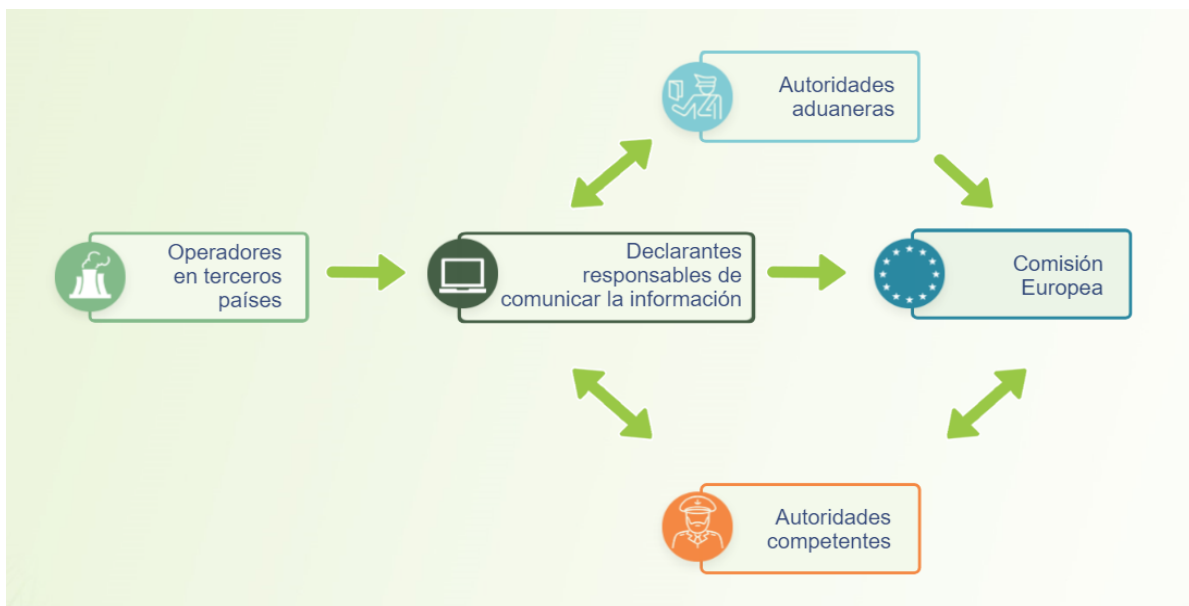 Autoridades
aduaneras
Operadores
en terceros
países
Declarantes
responsables de
comunicar la información
Comisión
Europea
Autoridades
competentes